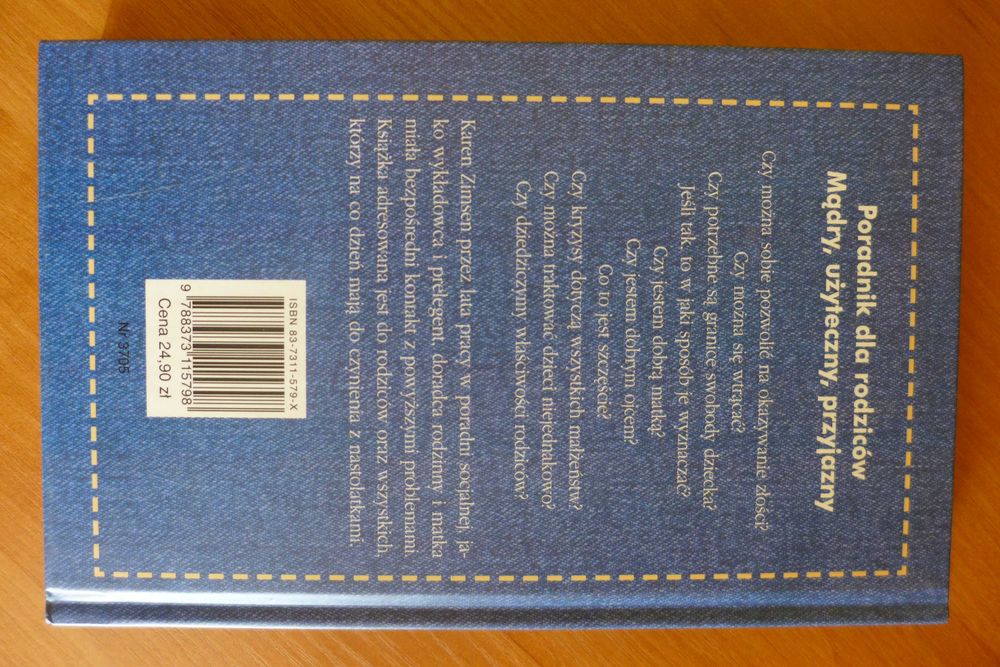 Poradnik dla rodziców
Mądry, użyteczny, przyjazny
Czy można sobie pozwolić na okazywanie złości?
Czy można się wtrącać?
Czy potrzebne są granice swobody dziecka?
Jeśli tak, to w jaki sposób je wyznaczać?
Czy jestem dobrą matką?
Czy jestem dobrym ojcem?
Co to jest szczęście?
Czy kryzysy dotyczą wszystkich małżeństw?
Czy można traktować dzieci niejednakowo?
Czy dziedziczymy właściwości rodziców?
Karen Zimsen przez lata pracy w poradni socjalnej, ja-
ko wykładowca i prelegent, doradca rodzinny i matka
miała bezpośredni kontakt z powyższymi problemami.
Książka adresowana jest do rodziców oraz wszystkich,
którzy na co dzień mają do czynienia z nastolatkami.
ISBN 83-7311-579-X
9 788373 115798
Cena 24,90 zł
Nr 3705